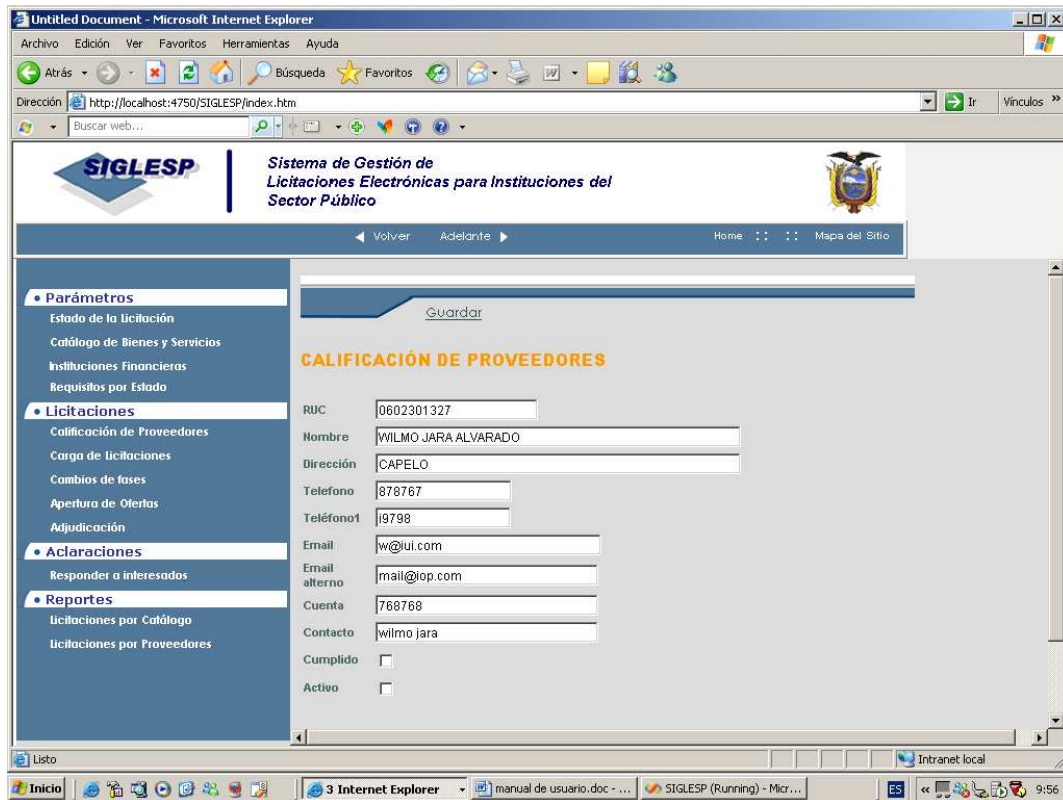 Untitled Document - Microsoft Internet Explorer
Archivo Edición Ver Favoritos Herramientas Ayuda
Atrás Búsqueda Favoritos
Dirección http://localhost:4750/SIGLESP/index.htm Ir Vínculos »
Buscar web...
SIGLESP
Sistema de Gestión de
Licitaciones Electrónicas para Instituciones del
Sector Público
Volver Adelante Home :: :: Mapa del Sitio
• Parámetros
Estado de la Licitación
Catálogo de Bienes y Servicios
Instituciones Financieras
Requisitos por Estado
• Licitaciones
Calificación de Proveedores
Carga de Licitaciones
Cambios de fases
Apertura de Ofertas
Adjudicación
• Aclaraciones
Responder a interesados
• Reportes
Licitaciones por Catálogo
Licitaciones por Proveedores
Guardar
CALIFICACIÓN DE PROVEEDORES
RUC 0602301327
Nombre WILMO JARA ALVARADO
Dirección CAPELO
Telefono 878767
Teléfono1 i9798
Email w@iui.com
Email
alterno mail@iop.com
Cuenta 768768
Contacto wilmo jara
Cumplido
Activo
Listo Intranet local
Inicio 3 Internet Explorer manual de usuario.doc - ... SIGLESP (Running) - Micr... ES « 9:56